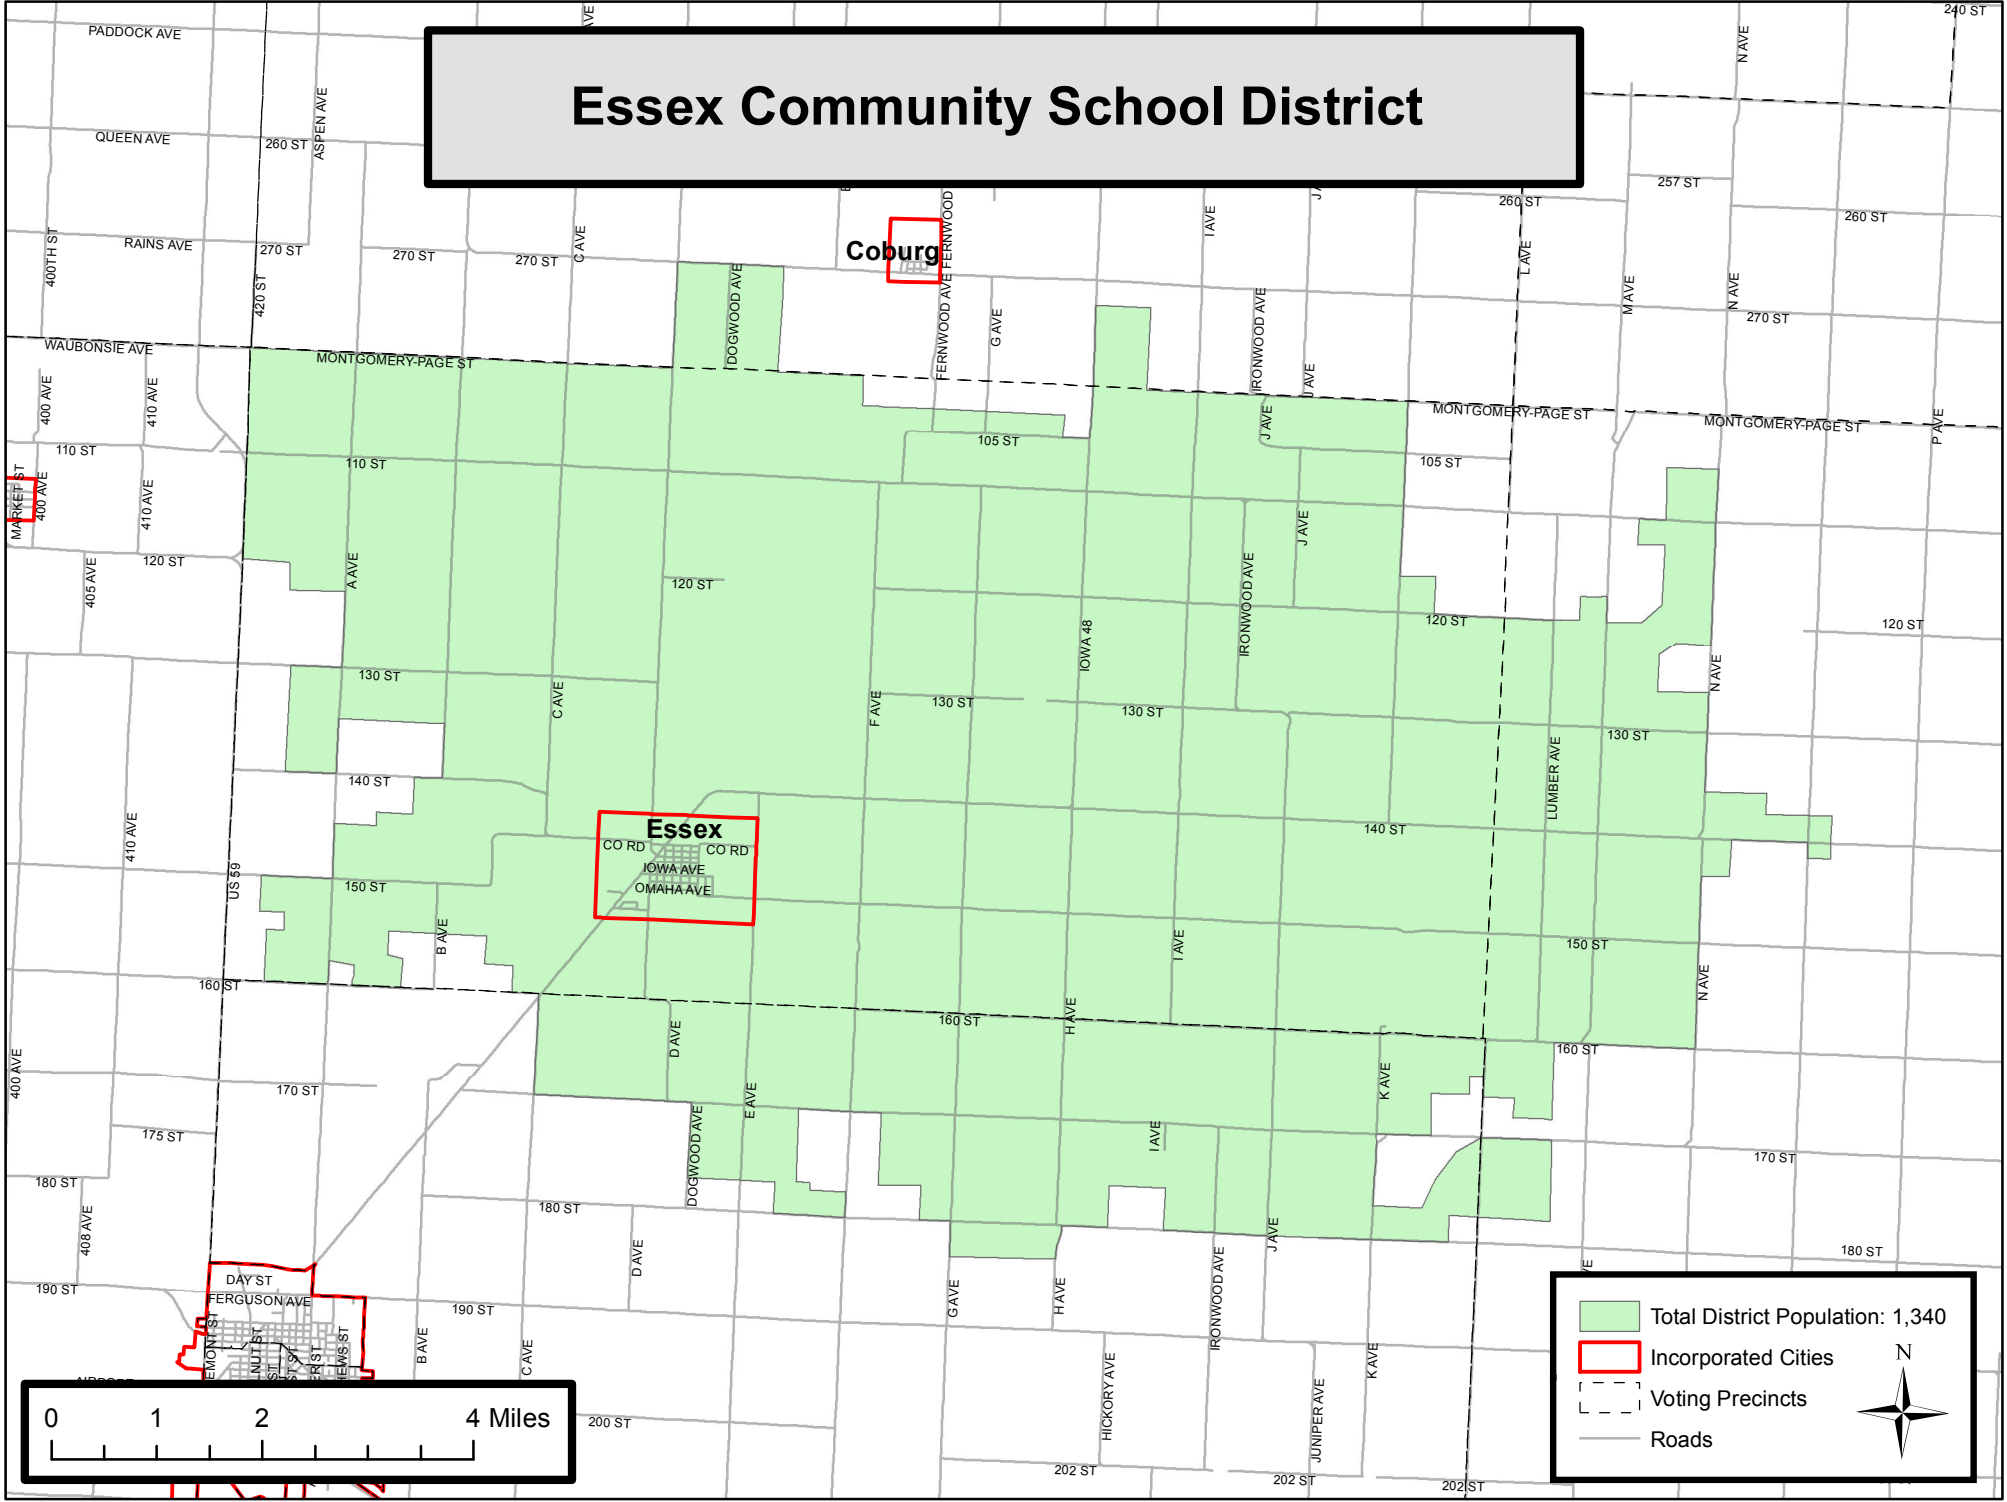 240 ST
PADDOCK AVE
N AVE
Essex Community School District
QUEEN AVE
260 ST
ASPEN AVE
257 ST
260 ST
260 ST
400TH ST
RAINS AVE
270 ST
270 ST
270 ST
C AVE
Coburg
FERNWOOD AVE
FERNWOOD
I AVE
L AVE
420 ST
DOGWOOD AVE
G AVE
IRONWOOD AVE
J AVE
M AVE
N AVE
270 ST
WAUBONSIE AVE
MONTGOMERY-PAGE ST
MONTGOMERY-PAGE ST
MONTGOMERY-PAGE ST
P AVE
400 AVE
410 AVE
J AVE
110 ST
110 ST
105 ST
105 ST
MARKET ST
400 AVE
410 AVE
J AVE
120 ST
405 AVE
A AVE
120 ST
IOWA 48
IRONWOOD AVE
120 ST
120 ST
130 ST
C AVE
F AVE
130 ST
130 ST
N AVE
130 ST
140 ST
LUMBER AVE
410 AVE
US 59
Essex
CO RD
CO RD
IOWA AVE
OMAHA AVE
140 ST
150 ST
B AVE
I AVE
150 ST
N AVE
160 ST
160 ST
H AVE
160 ST
400 AVE
D AVE
K AVE
170 ST
E AVE
DOGWOOD AVE
I AVE
175 ST
170 ST
180 ST
408 AVE
180 ST
D AVE
J AVE
180 ST
190 ST
DAY ST
FERGUSON AVE
190 ST
G AVE
H AVE
IRONWOOD AVE
B AVE
C AVE
HICKORY AVE
JUNIPER AVE
K AVE
200 ST
202 ST
202 ST
202 ST
0 1 2 4 Miles
Total District Population: 1,340
Incorporated Cities
Voting Precincts
Roads
N